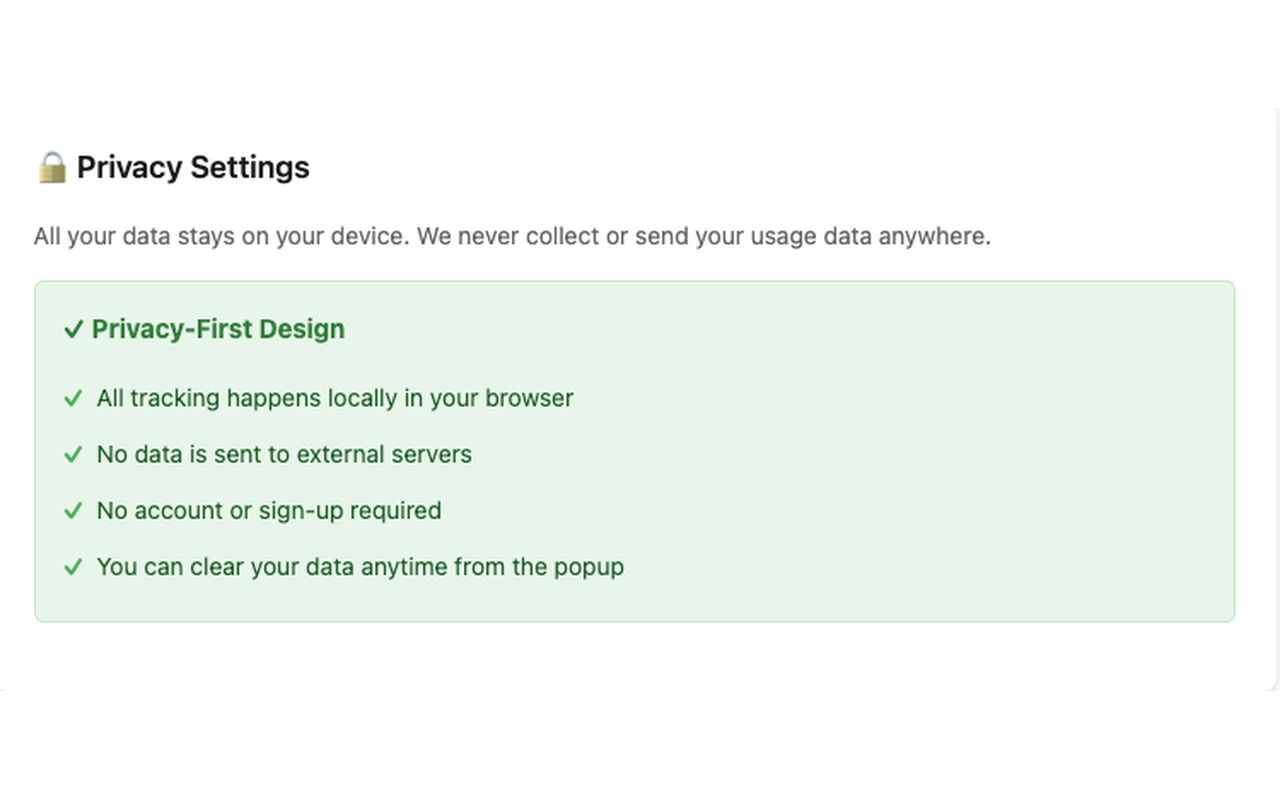 🔒 Privacy Settings
All your data stays on your device. We never collect or send your usage data anywhere.
✓ Privacy-First Design
✓ All tracking happens locally in your browser
✓ No data is sent to external servers
✓ No account or sign-up required
✓ You can clear your data anytime from the popup